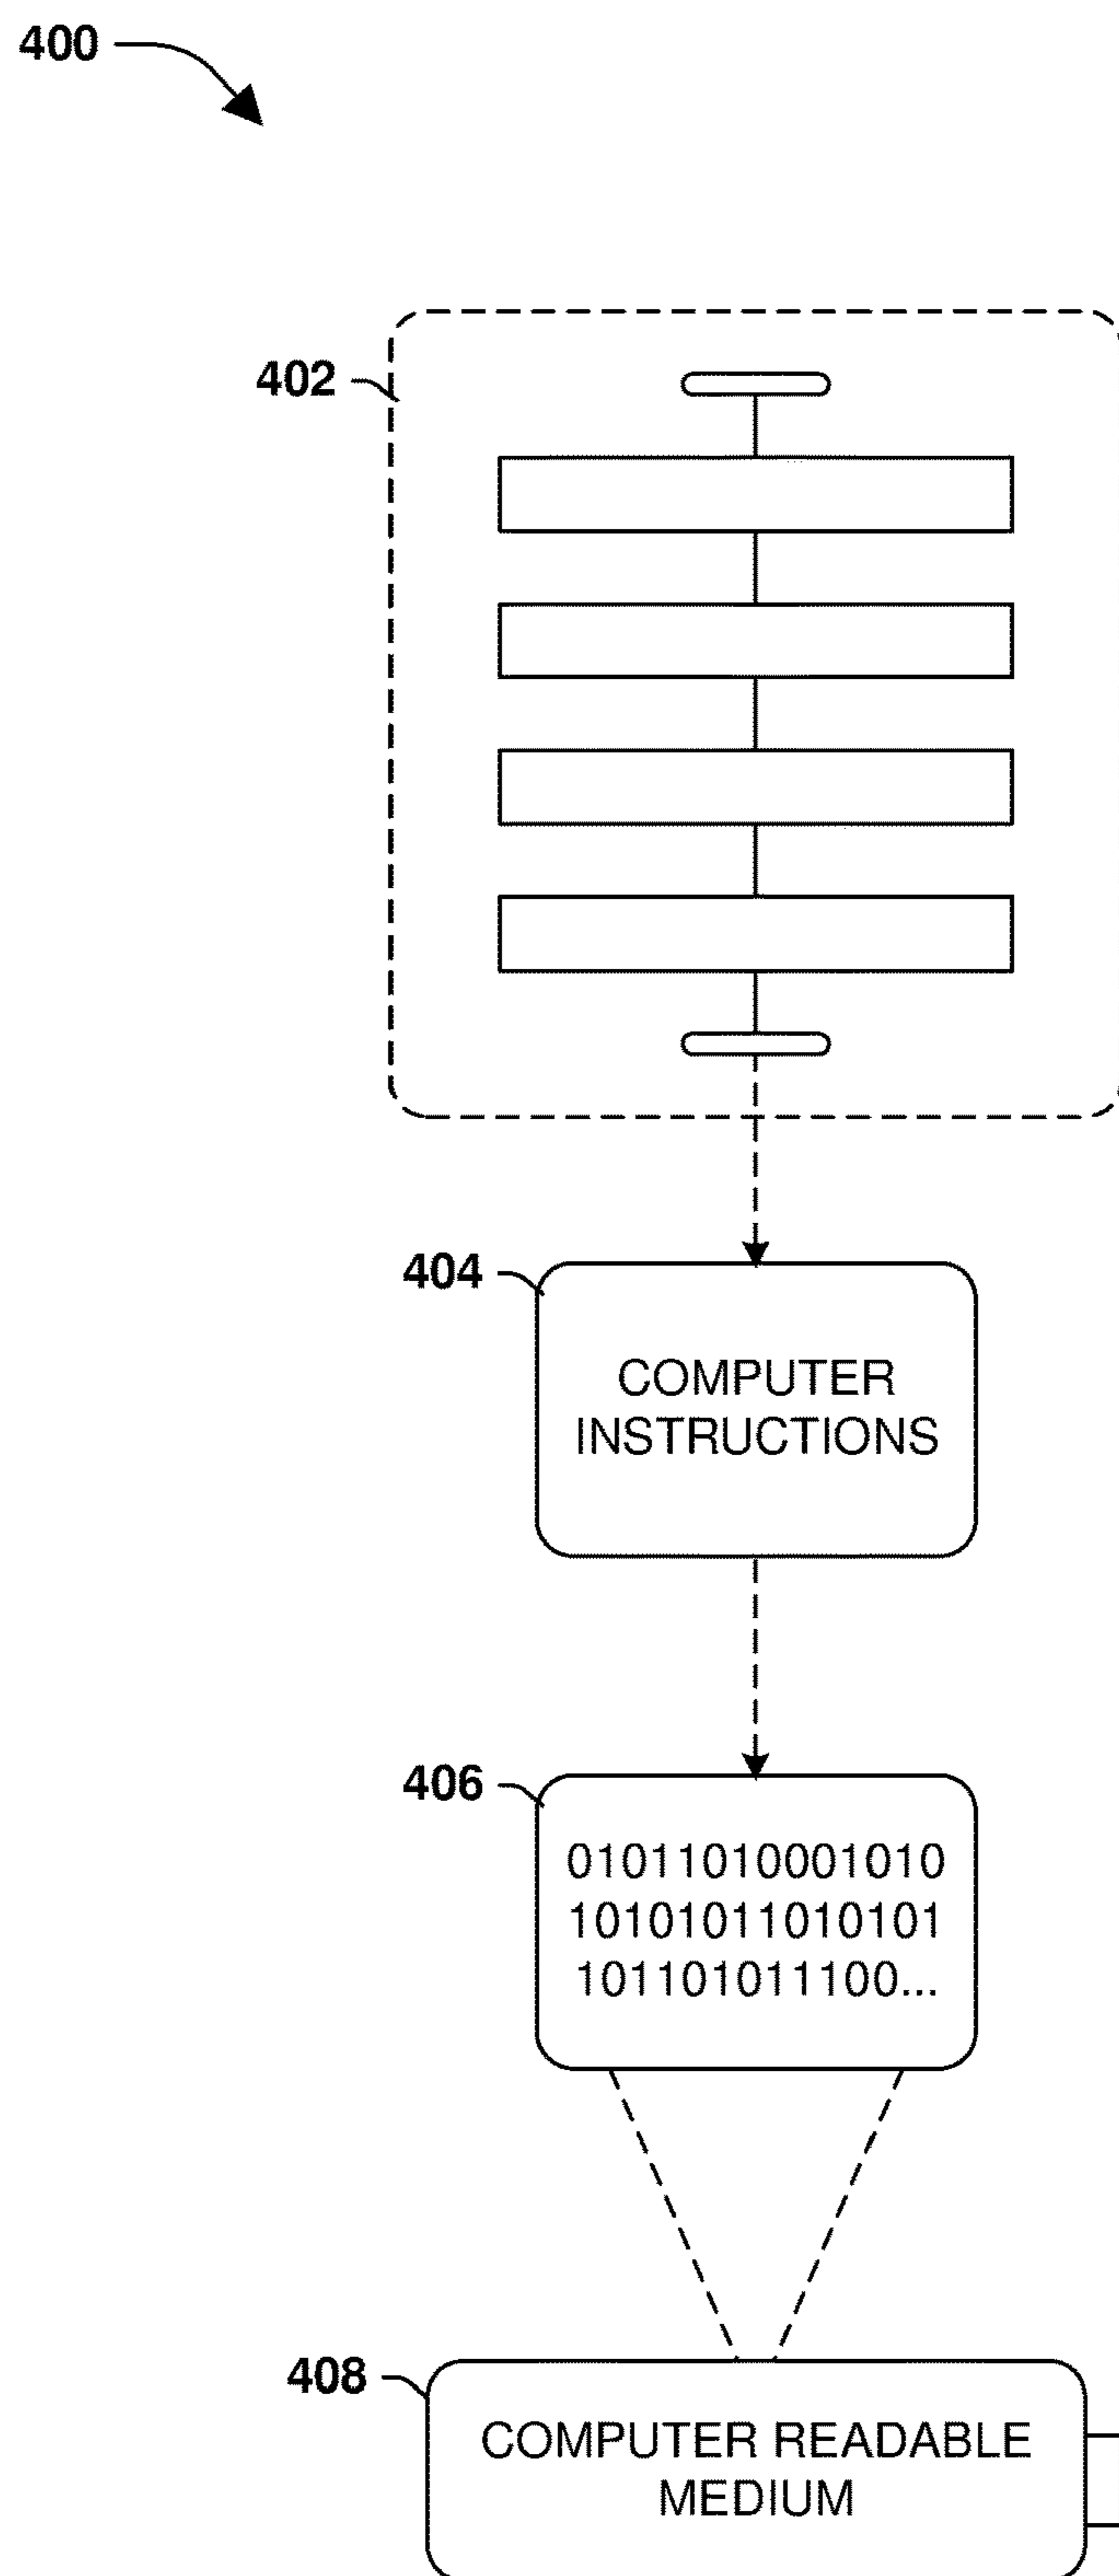 400
402
404
COMPUTER
INSTRUCTIONS
406
01011010001010
10101011010101
101101011100...
408
COMPUTER READABLE
MEDIUM